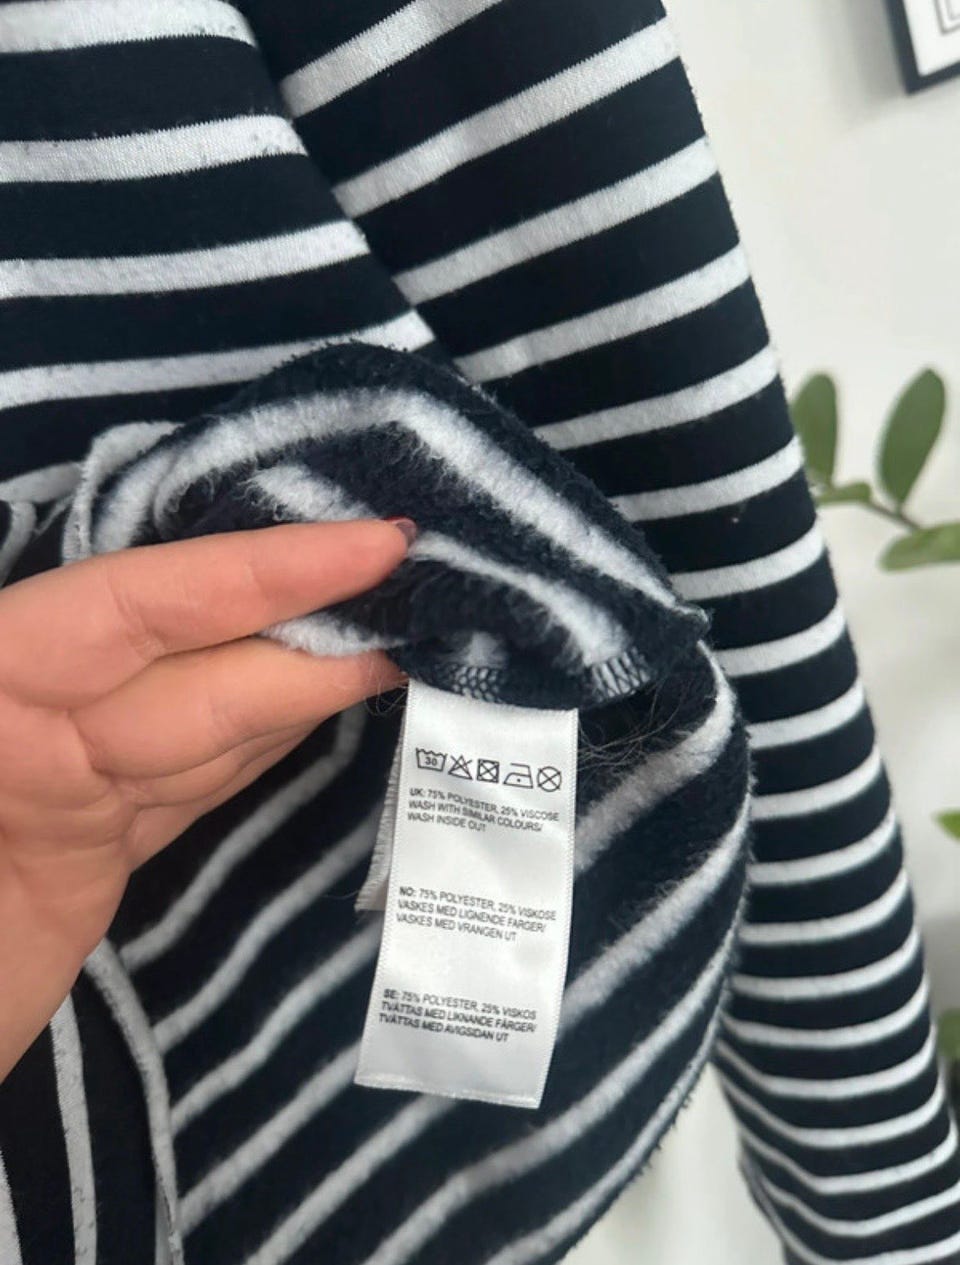 30
UK: 75% POLYESTER, 25% VISCOSE
WASH WITH SIMILAR COLOURS/
WASH INSIDE OUT
NO: 75% POLYESTER, 25% VISKOSE
VASKES MED LIGNENDE FARGER/
VASKES MED VRANGEN UT
SE: 75% POLYESTER, 25% VISKOS
TVÄTTAS MED LIKNANDE FÄRGER/
TVÄTTAS MED AVIGSIDAN UT